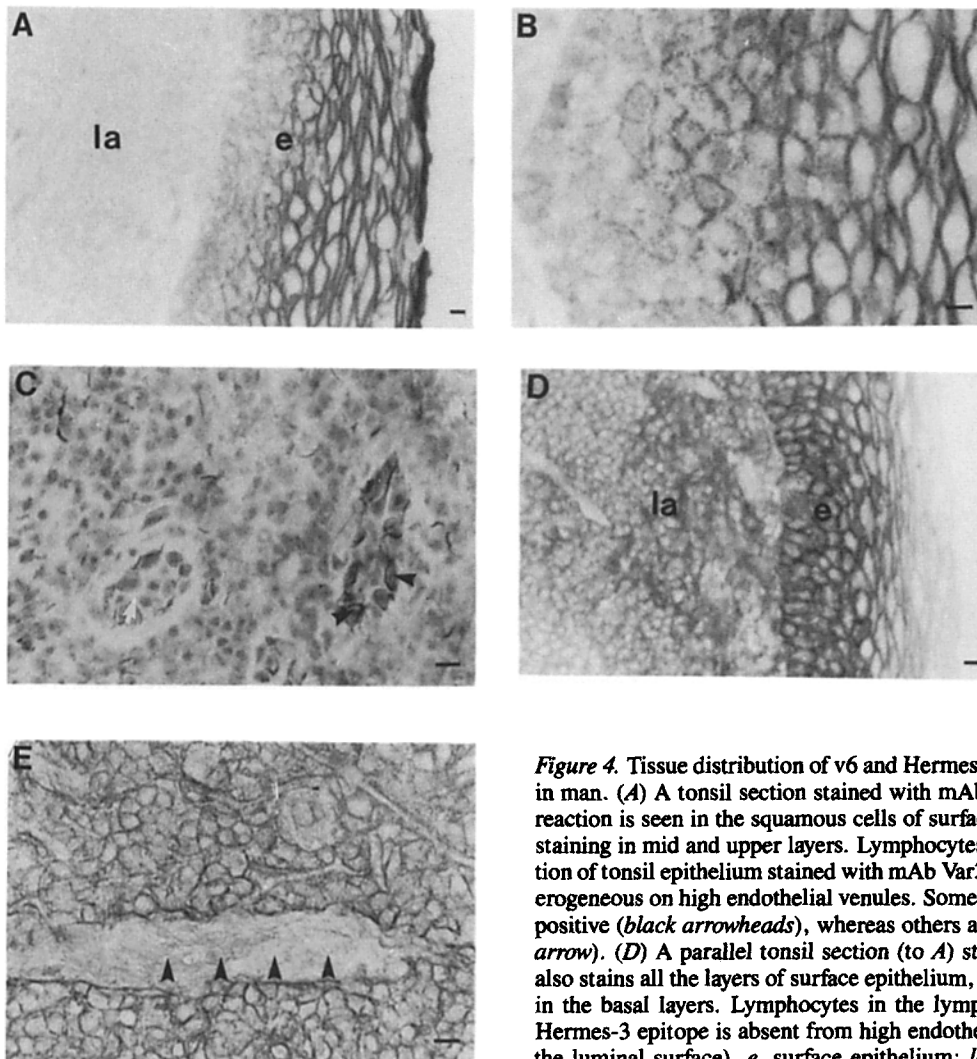 A
la
e
B
C
D
la
e
E
Figure 4. Tissue distribution of v6 and Hermes
in man. (A) A tonsil section stained with mAb
reaction is seen in the squamous cells of surfa
staining in mid and upper layers. Lymphocytes
tion of tonsil epithelium stained with mAb Var
erogeneous on high endothelial venules. Some
positive (black arrowheads), whereas others a
arrow). (D) A parallel tonsil section (to A) st
also stains all the layers of surface epithelium,
in the basal layers. Lymphocytes in the lymp
Hermes-3 epitope is absent from high endothe
the luminal surface). e, surface epithelium; l